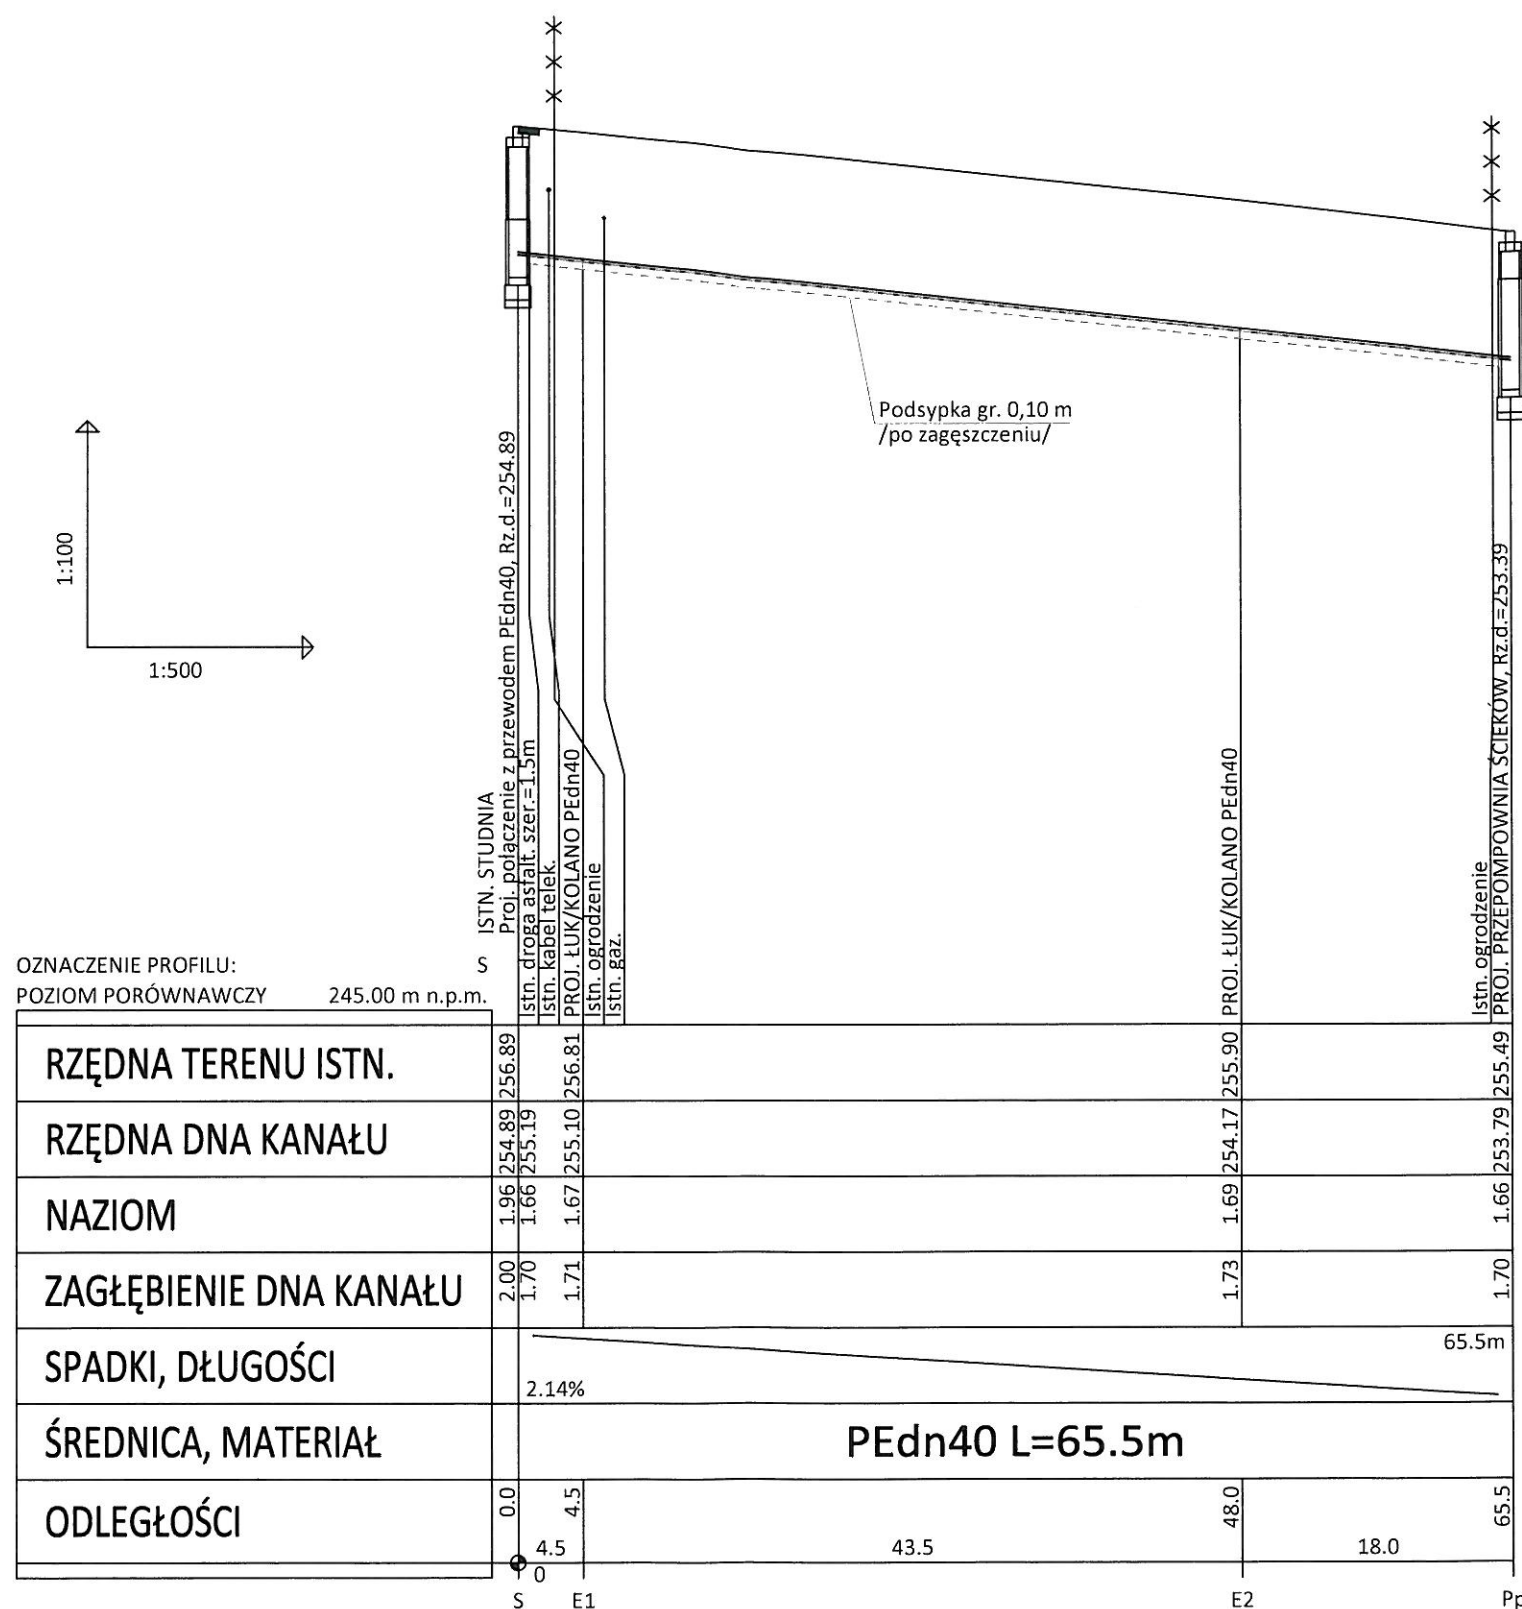 Podsypka gr. 0,10 m
/po zagęszczeniu/
1:100
1:500
ISTN. STUDNIA
Proj. połączenie z przewodem PEdn40, Rz.d.=254.89
Istn. droga asfalt. szer.=1.5m
Istn. kabel telek.
PROJ. ŁUK/KOLANO PEdn40
Istn. ogrodzenie
Istn. gaz.
PROJ. ŁUK/KOLANO PEdn40
Istn. ogrodzenie
PROJ. PRZEPOMPOWNIA ŚCIEKÓW, Rz.d.=253.39
OZNACZENIE PROFILU: S
POZIOM PORÓWNAWCZY 245.00 m n.p.m.
RZĘDNA TERENU ISTN. 256.89 256.81 255.90 255.49
RZĘDNA DNA KANAŁU 254.89 255.19 255.10 254.17 253.79
NAZIOM 1.96 1.66 1.67 1.69 1.66
ZAGŁĘBIENIE DNA KANAŁU 2.00 1.70 1.71 1.73 1.70
SPADKI, DŁUGOŚCI 2.14% 65.5m
ŚREDNICA, MATERIAŁ PEdn40 L=65.5m
ODLEGŁOŚCI 0.0 4.5 48.0 65.5
4.5 43.5 18.0
0
S E1 E2 Pp